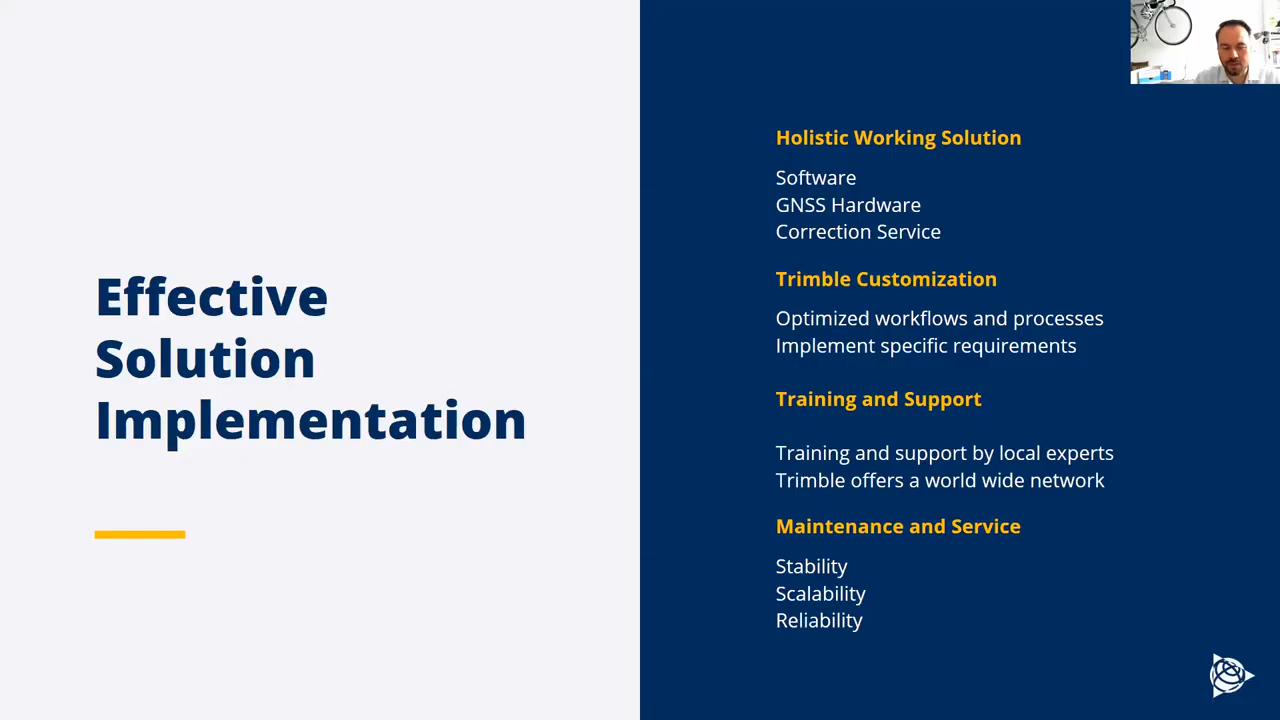 Effective
Solution
Implementation
Holistic Working Solution
Software
GNSS Hardware
Correction Service
Trimble Customization
Optimized workflows and processes
Implement specific requirements
Training and Support
Training and support by local experts
Trimble offers a world wide network
Maintenance and Service
Stability
Scalability
Reliability